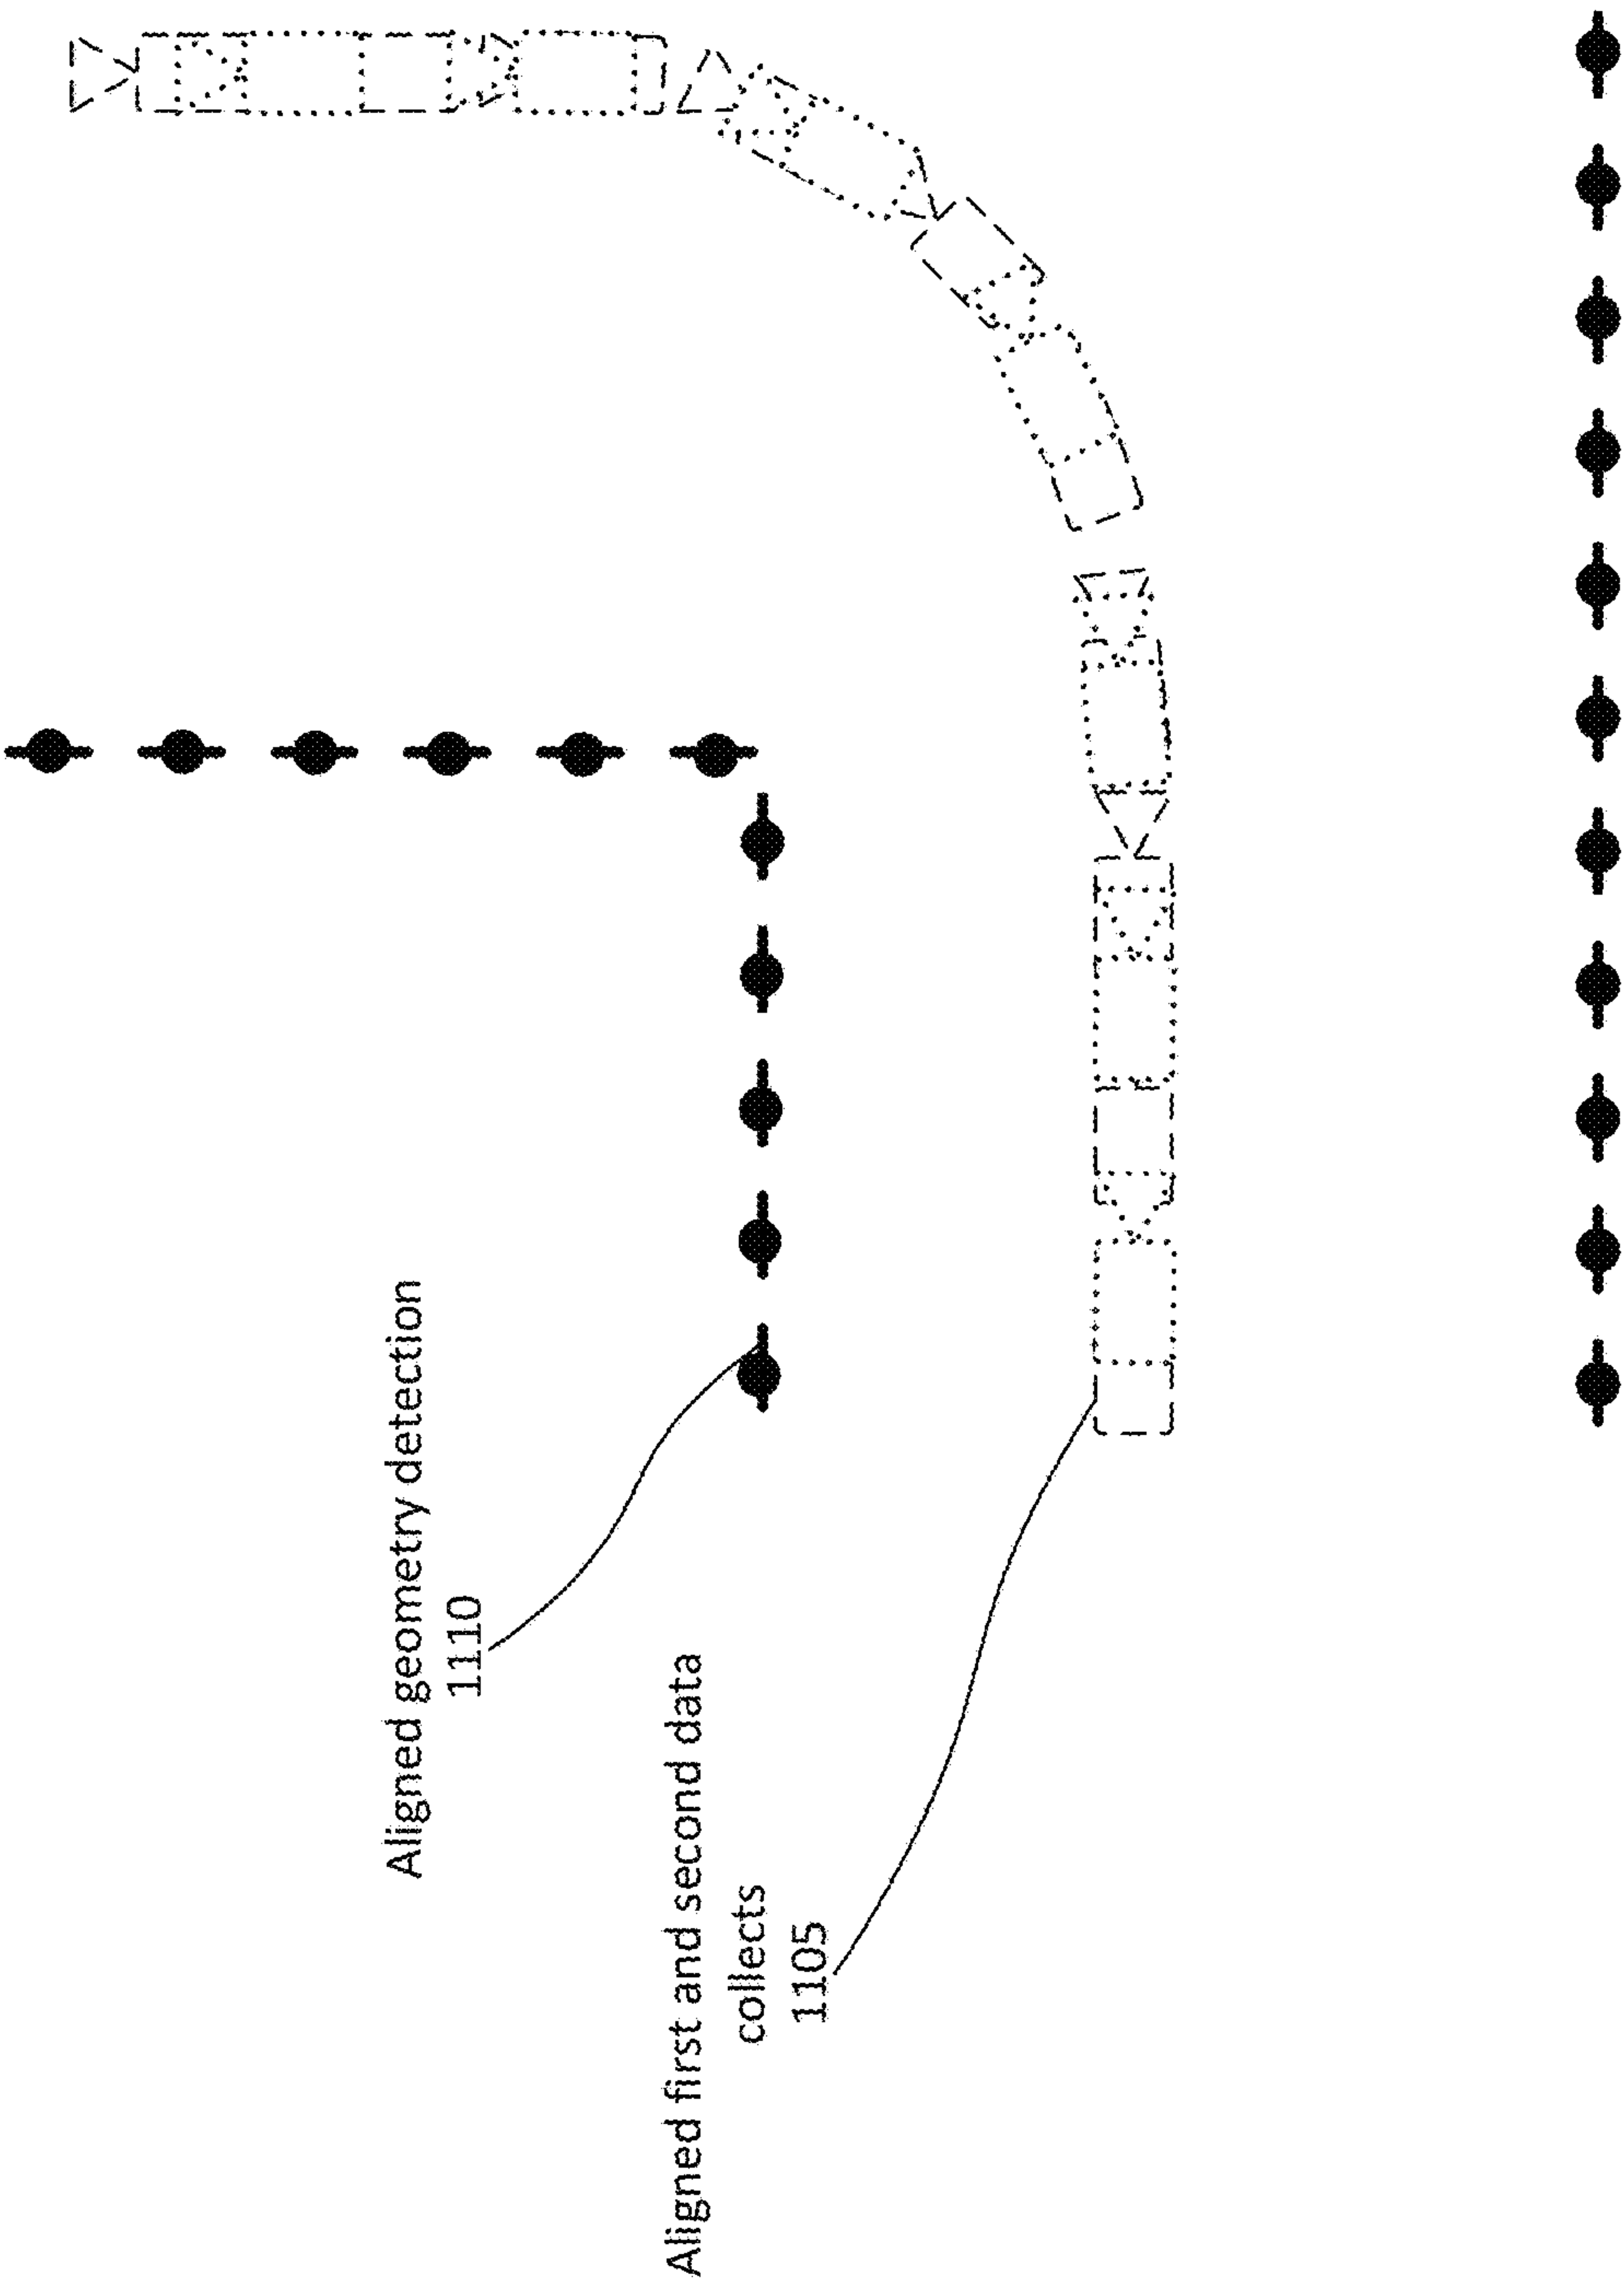 Aligned geometry detection
1110
Aligned first and second data
collects
1105